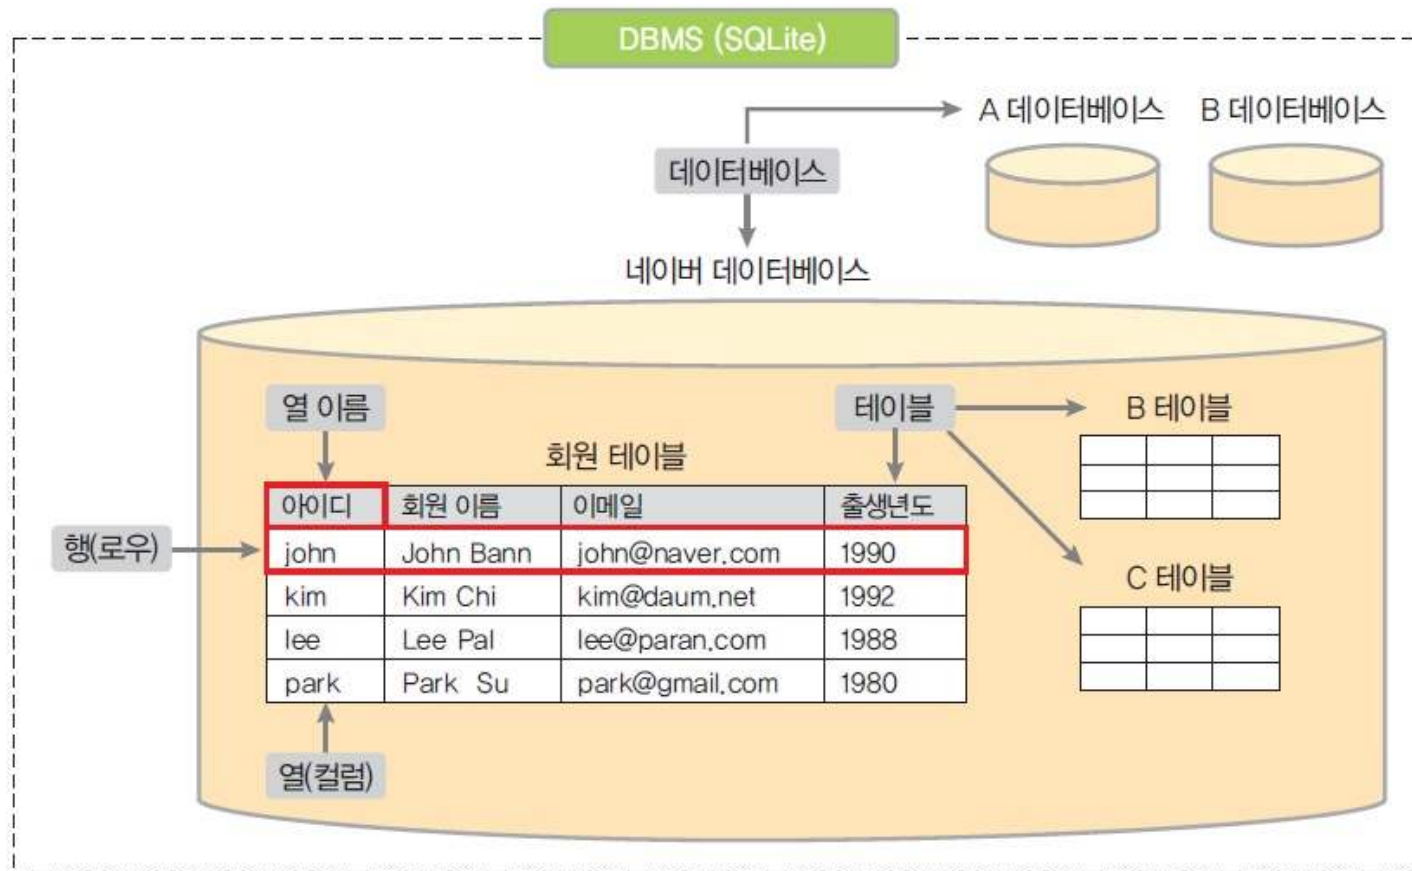 DBMS (SQLite)
A 데이터베이스 B 데이터베이스
데이터베이스
네이버 데이터베이스
열 이름
테이블
B 테이블
회원 테이블
아이디 회원 이름 이메일 출생년도
행(로우)
john John Bann john@naver.com 1990
kim Kim Chi kim@daum.net 1992
lee Lee Pal lee@paran.com 1988
park Park Su park@gmail.com 1980
C 테이블
열(컬럼)